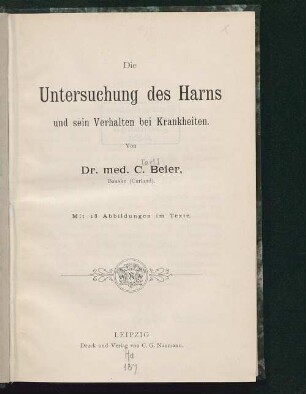 Die
Untersuchung des Harns
und sein Verhalten bei Krankheiten.
Von
Dr. med. C. Beier,
Mit 18 Abbildungen im Texte.
LEIPZIG
Druck und Verlag von C. G. Naumann.